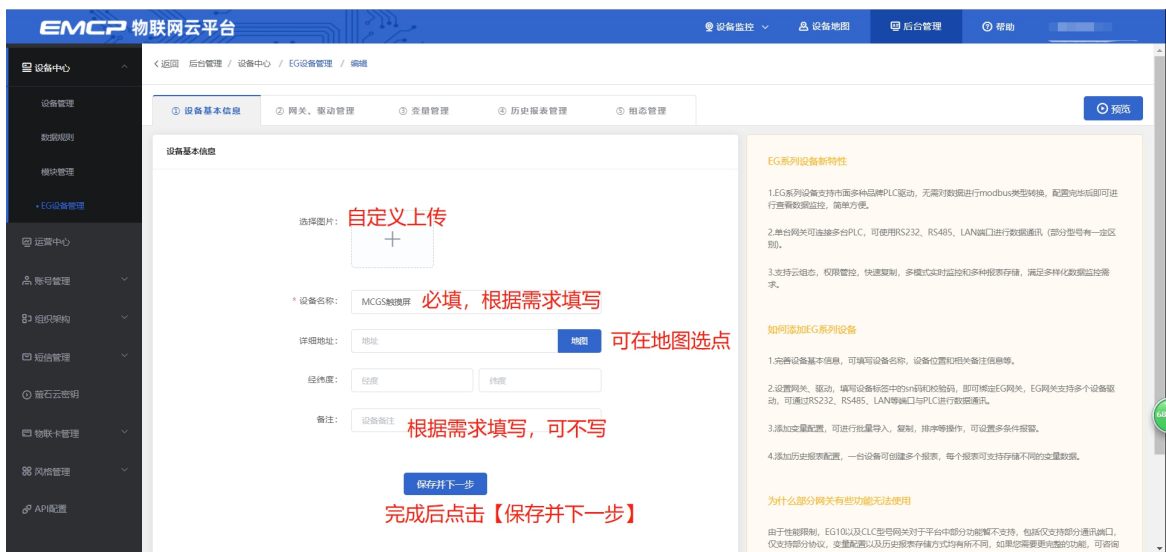 EMCP 物联网云平台
设备监控
设备地图
后台管理
帮助
设备中心
设备管理
数据规则
模块管理
• EG设备管理
运营中心
账号管理
组织架构
短信管理
萤石云密钥
物联卡管理
风格管理
API配置
返回 后台管理 / 设备中心 / EG设备管理 / 编辑
① 设备基本信息
② 网关、驱动管理
③ 变量管理
④ 历史报表管理
⑤ 组态管理
预览
设备基本信息
选择图片:
自定义上传
* 设备名称:
MCGS触摸屏
必填，根据需求填写
详细地址:
地址
地图
可在地图选点
经纬度:
经度
纬度
备注:
设备备注
根据需求填写，可不写
保存并下一步
完成后点击【保存并下一步】
EG系列设备新特性
1.EG系列设备支持市面多种品牌PLC驱动，无需对数据进行modbus类型转换，配置完毕后即可进
行查看数据监控，简单方便。
2.单台网关可连接多台PLC，可使用RS232、RS485、LAN端口进行数据通讯（部分型号有一定区
别)。
3.支持云组态，权限管控，快速复制，多模式实时监控和多种报表存储，满足多样化数据监控需
求。
如何添加EG系列设备
1.完善设备基本信息，可填写设备名称、设备位置和相关备注信息等。
2.设置网关、驱动，填写设备标签中的sn码和校验码，即可绑定EG网关，EG网关支持多个设备驱
动，可通过RS232、RS485、LAN等端口与PLC进行数据通讯。
3.添加变量配置，可进行批量导入，复制，排序等操作，可设置多条件报警。
4.添加历史报表配置，一台设备可创建多个报表，每个报表可支持存储不同的变量数据。
为什么部分网关有些功能无法使用
由于性能限制，EG10以及CLC型号网关对于平台中部分功能暂不支持，包括仅支持部分通讯端口，
仅支持部分协议，变量配置以及历史报表存储方式均有所不同，如果您需要更完整的功能，可咨询
68